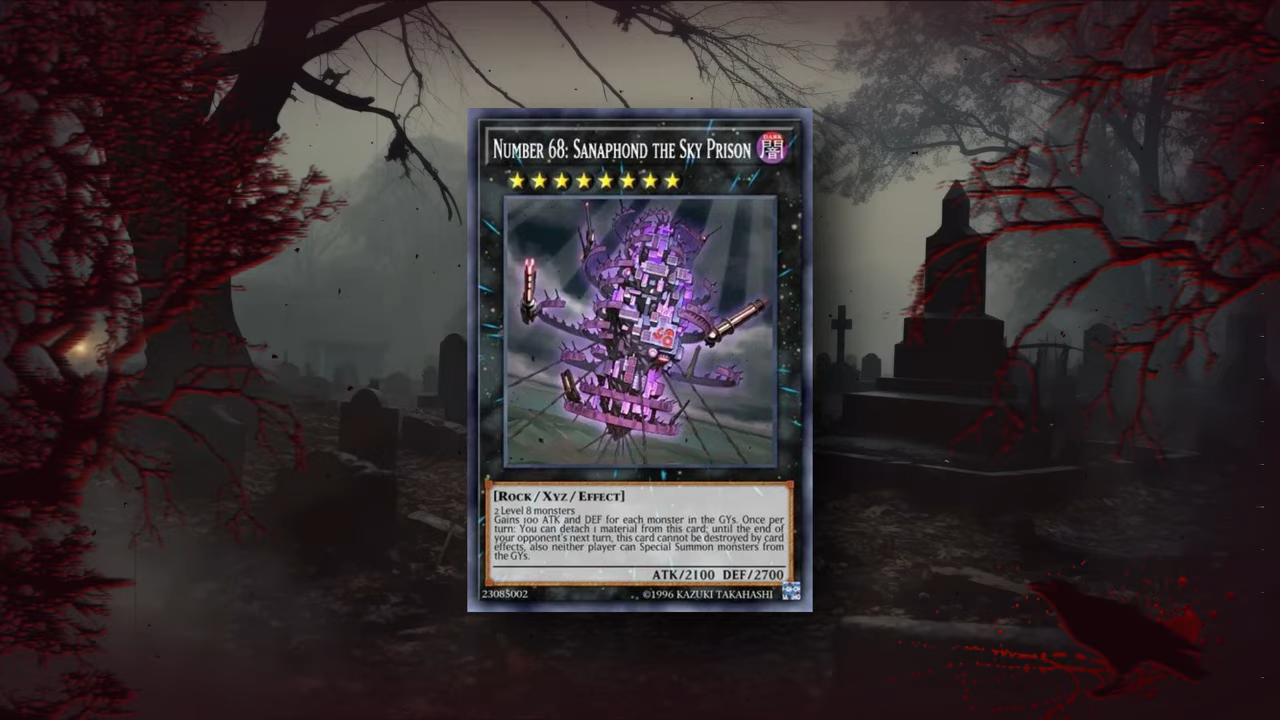 NUMBER 68: SANAPHOND THE SKY PRISON
DARK
闇
[ROCK / XYZ / EFFECT]
2 Level 8 monsters
Gains 100 ATK and DEF for each monster in the GYs. Once per
turn: You can detach 1 material from this card; until the end of
your opponent's next turn, this card cannot be destroyed by card
effects, also neither player can Special Summon monsters from
the GYs.
ATK/2100 DEF/2700
23085002
©1996 KAZUKI TAKAHASHI